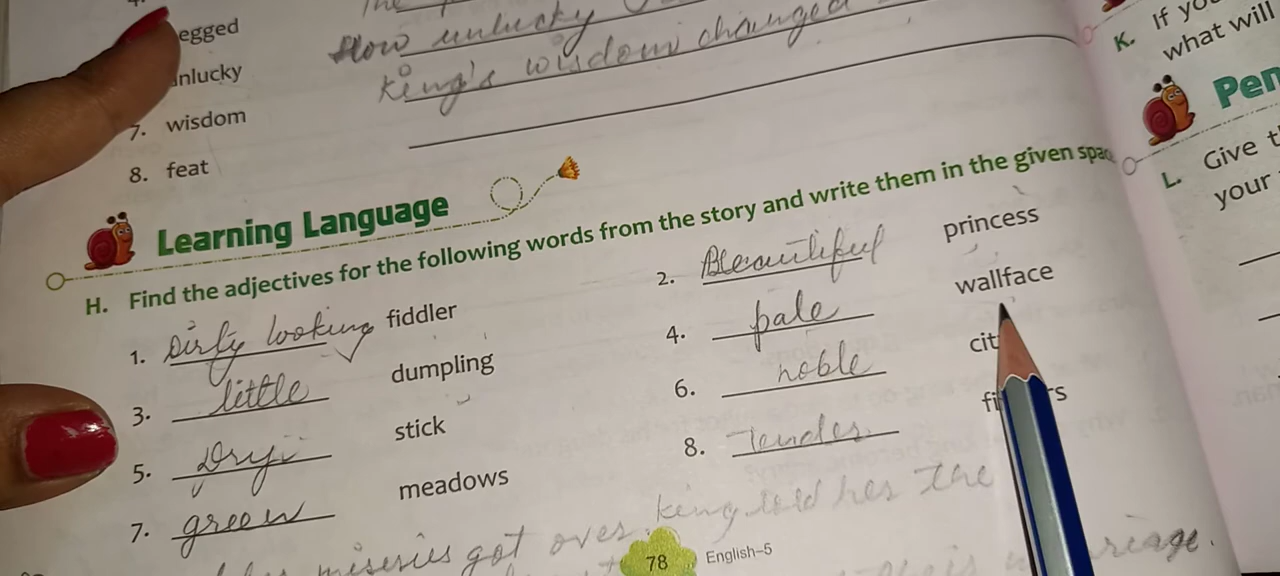 The
egged
How unlucky
nlucky
King's wisdom changed
7. wisdom
8. feat
K. If yo
what will
Pen
L. Give t
your
Learning Language
H. Find the adjectives for the following words from the story and write them in the given spac
1. Dirty looking fiddler
2. Beautiful princess
3. little dumpling
4. pale wallface
5. Dry stick
6. noble cit
7. green meadows
8. Tender fi rs
miseries got over. king told her the
riage.
78 English–5